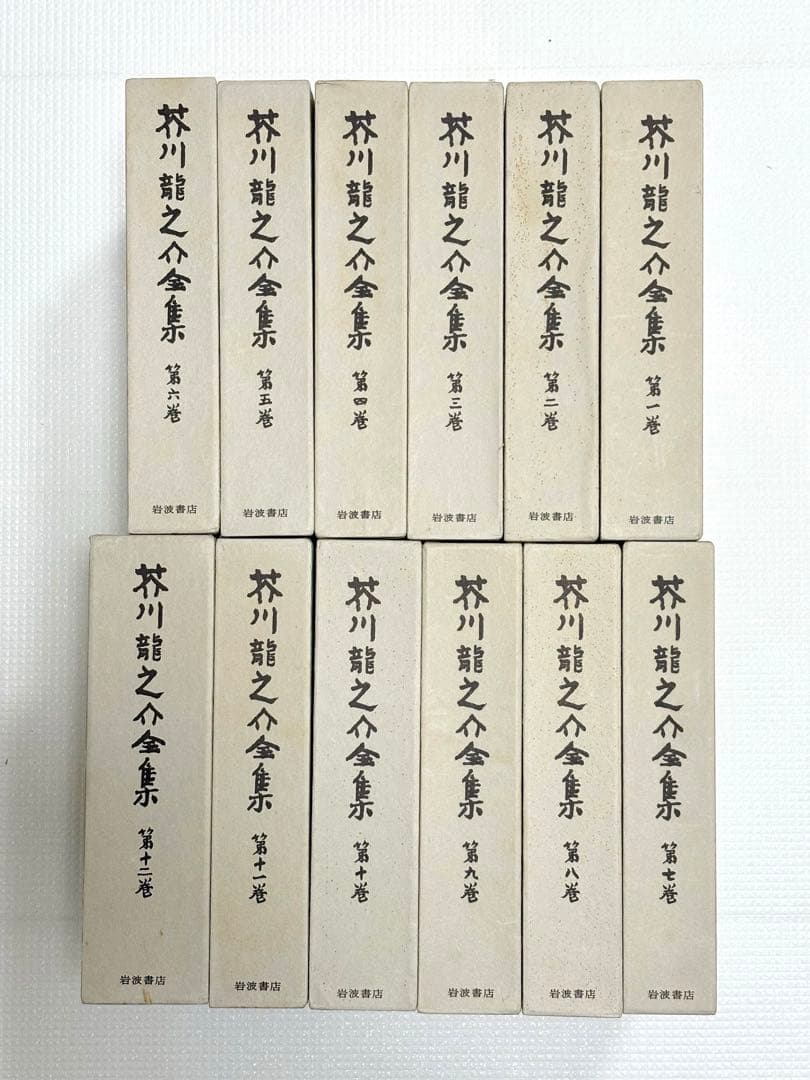 芥川龍之介全集 第一巻 岩波書店
芥川龍之介全集 第二巻 岩波書店
芥川龍之介全集 第三巻 岩波書店
芥川龍之介全集 第四巻 岩波書店
芥川龍之介全集 第五巻 岩波書店
芥川龍之介全集 第六巻 岩波書店
芥川龍之介全集 第七巻 岩波書店
芥川龍之介全集 第八巻 岩波書店
芥川龍之介全集 第九巻 岩波書店
芥川龍之介全集 第十巻 岩波書店
芥川龍之介全集 第十一巻 岩波書店
芥川龍之介全集 第十二巻 岩波書店